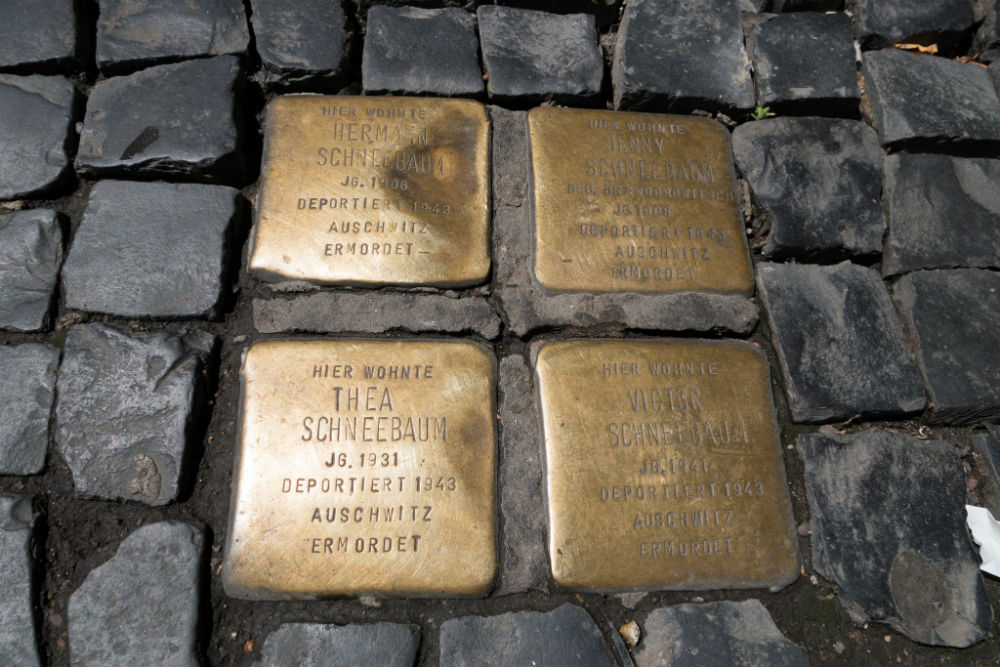 HIER WOHNTE
HERMANN
SCHNEEBAUM
JG. 1906
DEPORTIERT 1943
AUSCHWITZ
ERMORDET
HIER WOHNTE
JENNY
SCHNEEBAUM
GEB.
JG. 1908
DEPORTIERT 1943
AUSCHWITZ
ERMORDET
HIER WOHNTE
THEA
SCHNEEBAUM
JG. 1931
DEPORTIERT 1943
AUSCHWITZ
ERMORDET
HIER WOHNTE
VICTOR
SCHNEEBAUM
JG. 1941
DEPORTIERT 1943
AUSCHWITZ
ERMORDET